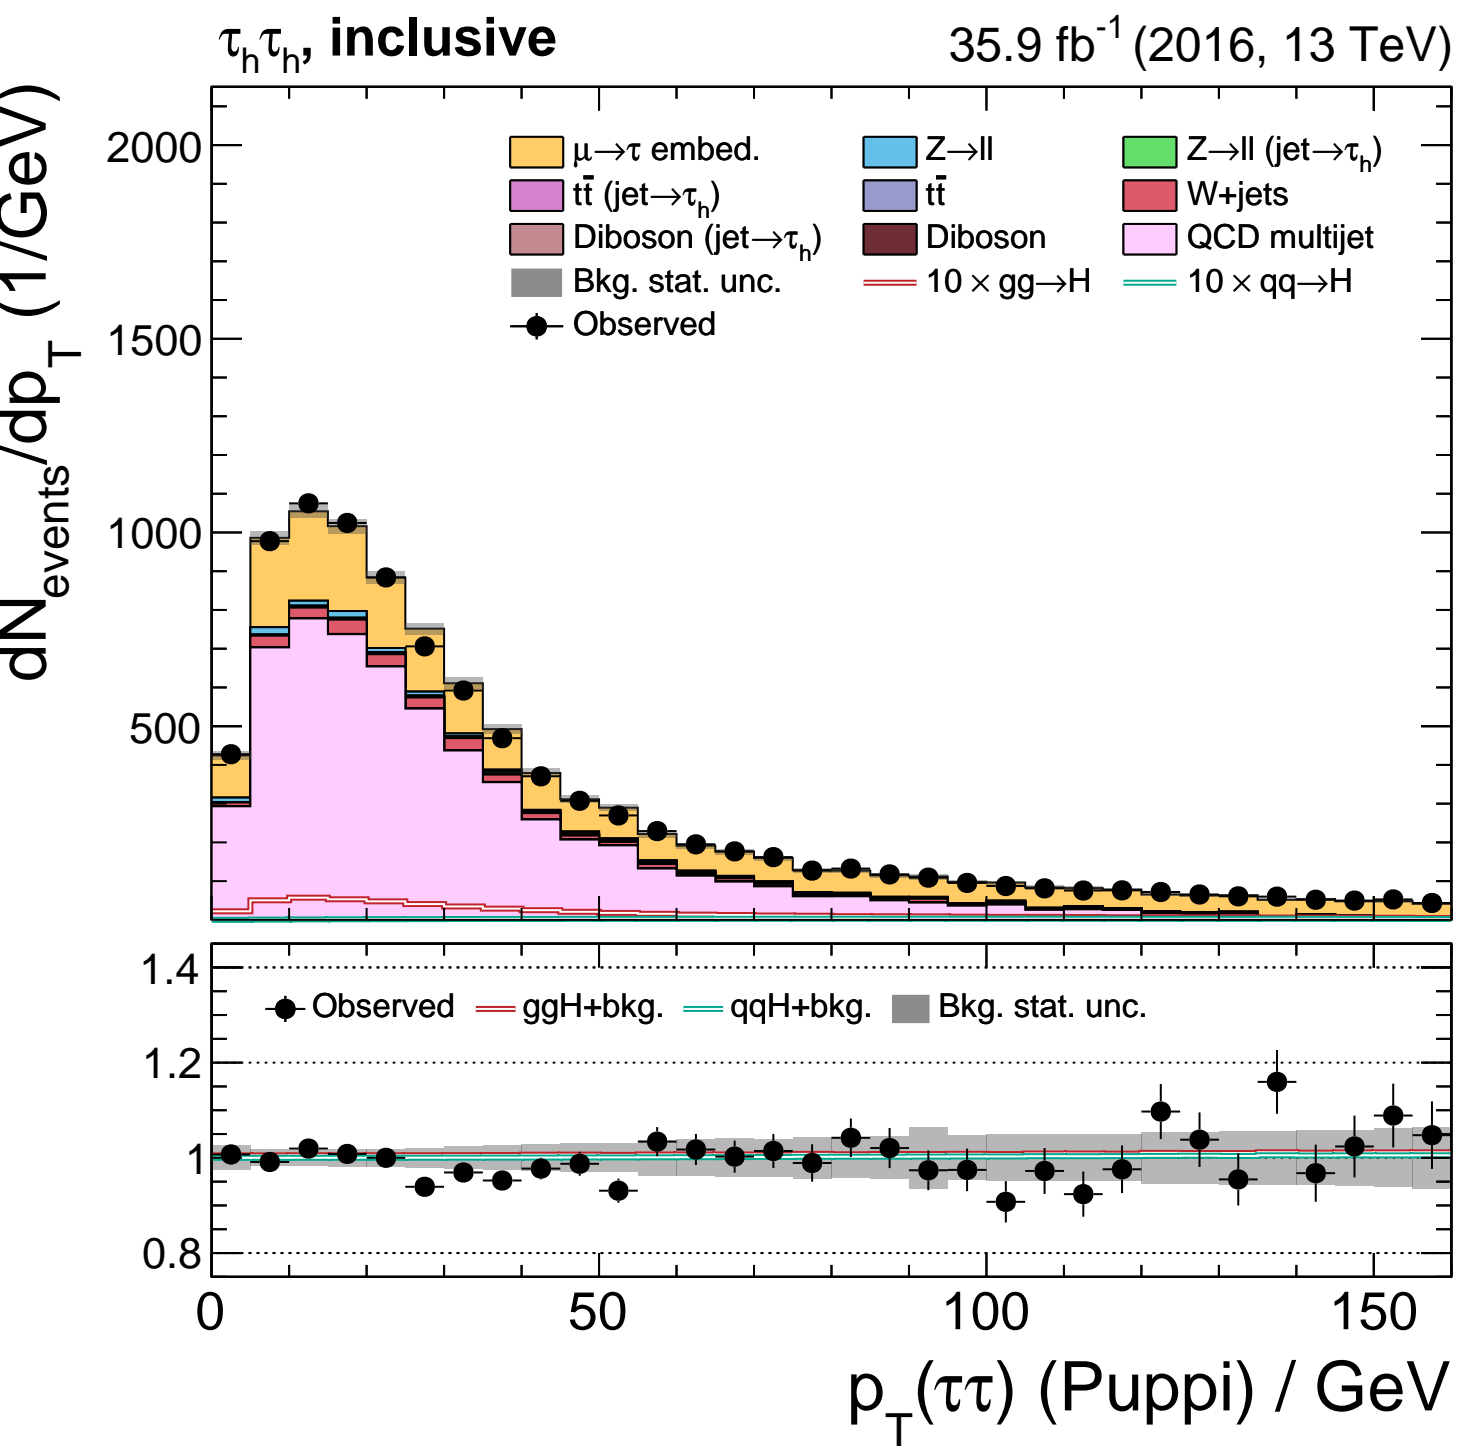 τhτh, inclusive 35.9 fb-1 (2016, 13 TeV)
dNevents/dpT (1/GeV)
2000
1500
1000
500
μ→τ embed. Z→ll Z→ll (jet→τh)
tt̄ (jet→τh) tt̄ W+jets
Diboson (jet→τh) Diboson QCD multijet
Bkg. stat. unc. 10 × gg→H 10 × qq→H
Observed
1.4
1.2
1
0.8
Observed ggH+bkg. qqH+bkg. Bkg. stat. unc.
0 50 100 150
pT(ττ) (Puppi) / GeV